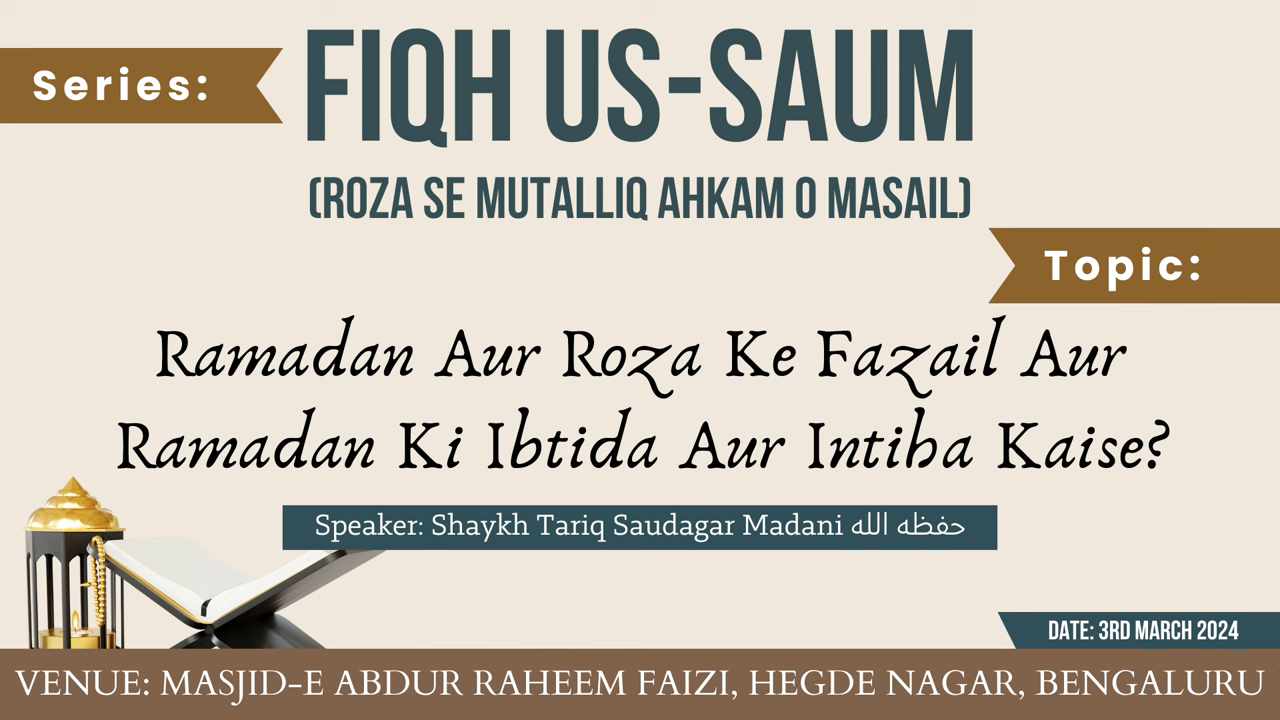 Series:
FIQH US-SAUM
(ROZA SE MUTALLIQ AHKAM O MASAIL)
Topic:
Ramadan Aur Roza Ke Fazail Aur
Ramadan Ki Ibtida Aur Intiha Kaise?
Speaker: Shaykh Tariq Saudagar Madani حفظه الله
DATE: 3RD MARCH 2024
VENUE: MASJID-E ABDUR RAHEEM FAIZI, HEGDE NAGAR, BENGALURU